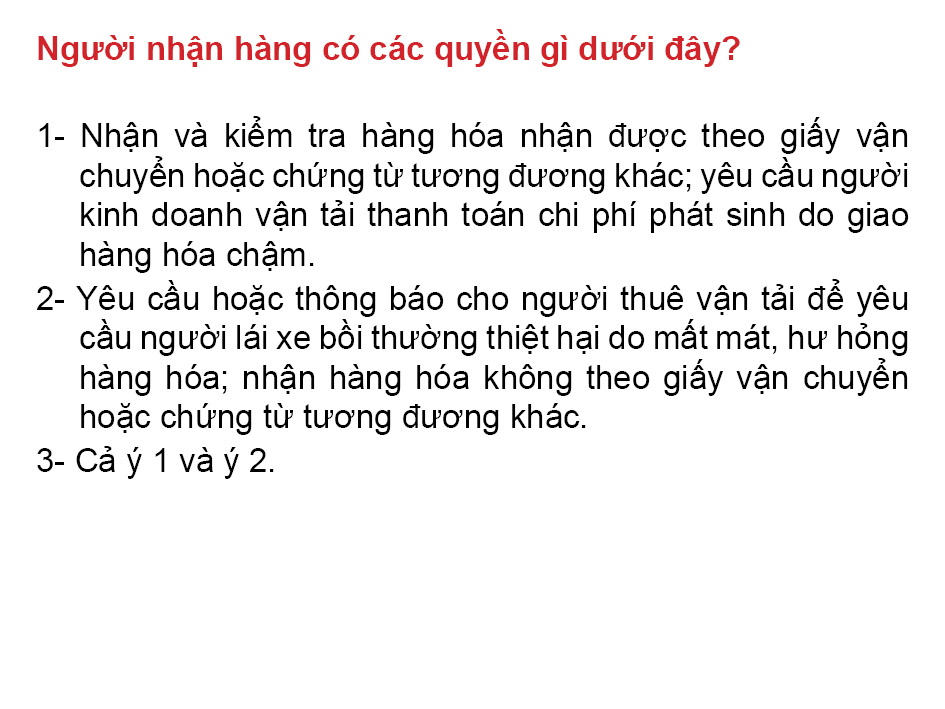 Người nhận hàng có các quyền gì dưới đây?
1- Nhận và kiểm tra hàng hóa nhận được theo giấy vận
chuyển hoặc chứng từ tương đương khác; yêu cầu người
kinh doanh vận tải thanh toán chi phí phát sinh do giao
hàng hóa chậm.
2- Yêu cầu hoặc thông báo cho người thuê vận tải để yêu
cầu người lái xe bồi thường thiệt hại do mất mát, hư hỏng
hàng hóa; nhận hàng hóa không theo giấy vận chuyển
hoặc chứng từ tương đương khác.
3- Cả ý 1 và ý 2.